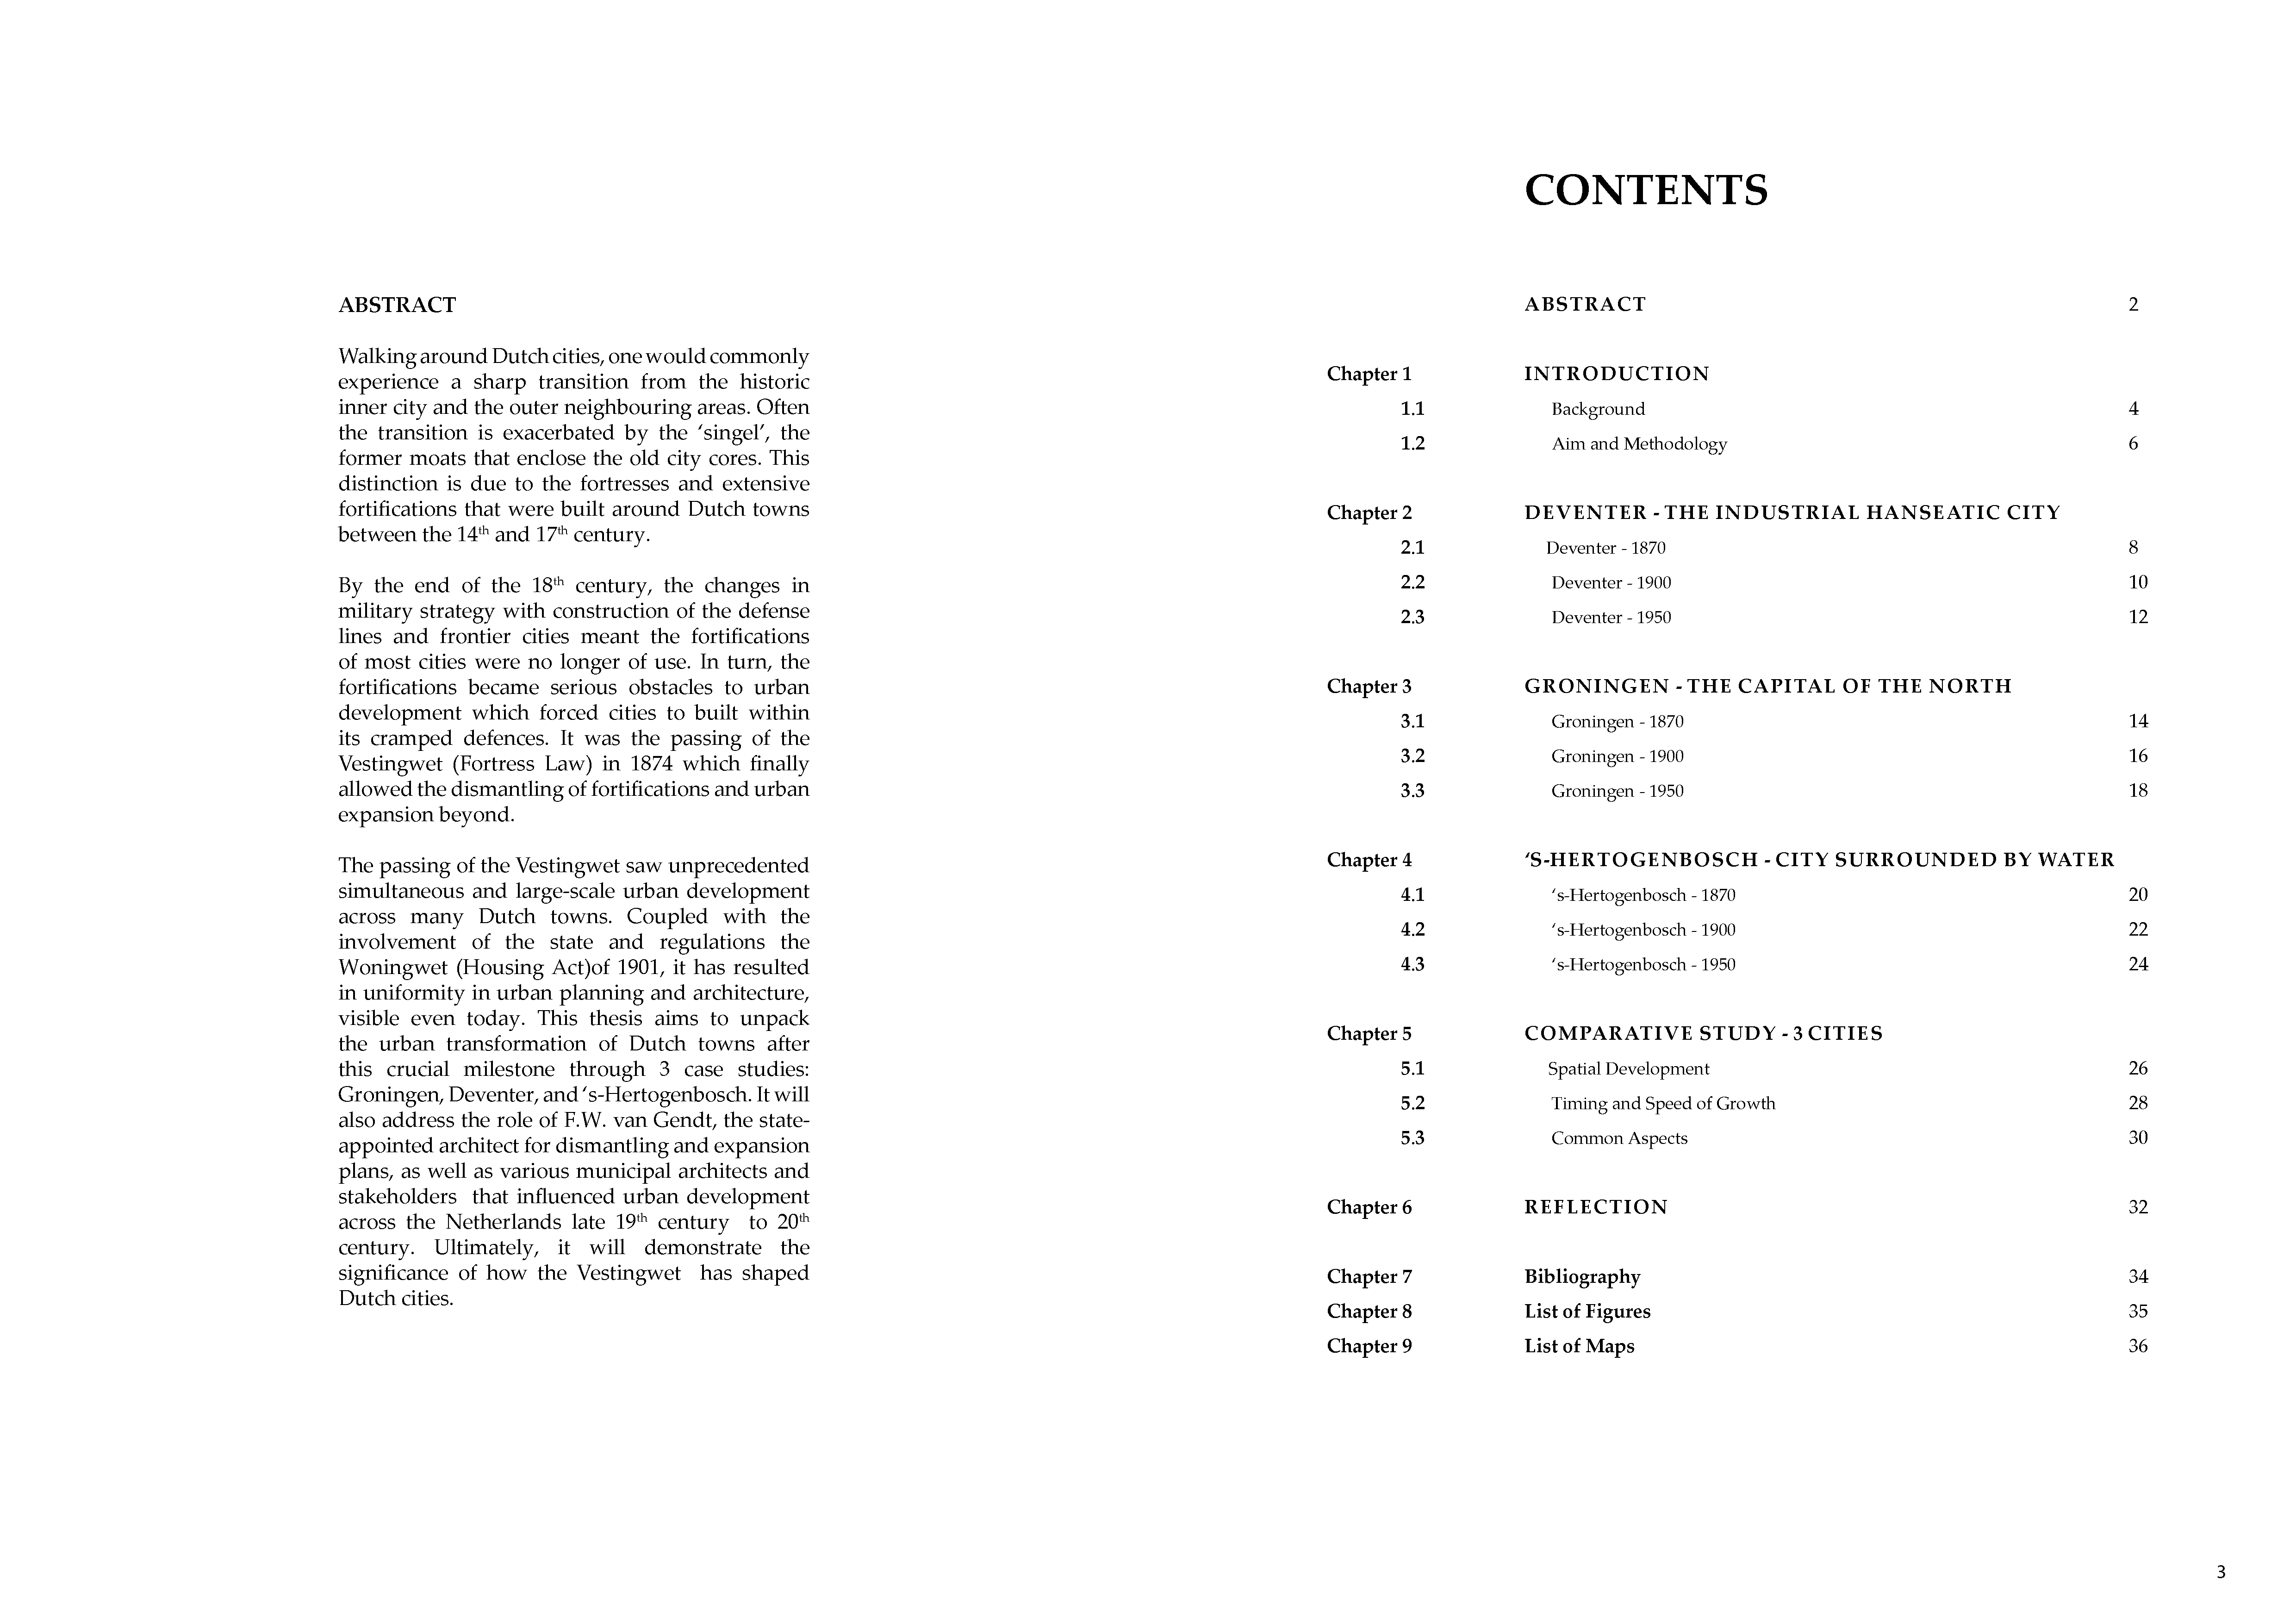 ABSTRACT
Walking around Dutch cities, one would commonly
experience a sharp transition from the historic
inner city and the outer neighbouring areas. Often
the transition is exacerbated by the ‘singel’, the
former moats that enclose the old city cores. This
distinction is due to the fortresses and extensive
fortifications that were built around Dutch towns
between the 14th and 17th century.
By the end of the 18th century, the changes in
military strategy with construction of the defense
lines and frontier cities meant the fortifications
of most cities were no longer of use. In turn, the
fortifications became serious obstacles to urban
development which forced cities to built within
its cramped defences. It was the passing of the
Vestingwet (Fortress Law) in 1874 which finally
allowed the dismantling of fortifications and urban
expansion beyond.
The passing of the Vestingwet saw unprecedented
simultaneous and large-scale urban development
across many Dutch towns. Coupled with the
involvement of the state and regulations the
Woningwet (Housing Act)of 1901, it has resulted
in uniformity in urban planning and architecture,
visible even today. This thesis aims to unpack
the urban transformation of Dutch towns after
this crucial milestone through 3 case studies:
Groningen, Deventer, and ‘s-Hertogenbosch. It will
also address the role of F.W. van Gendt, the state-
appointed architect for dismantling and expansion
plans, as well as various municipal architects and
stakeholders that influenced urban development
across the Netherlands late 19th century to 20th
century. Ultimately, it will demonstrate the
significance of how the Vestingwet has shaped
Dutch cities.
CONTENTS
ABSTRACT 2
Chapter 1 INTRODUCTION
1.1 Background 4
1.2 Aim and Methodology 6
Chapter 2 DEVENTER - THE INDUSTRIAL HANSEATIC CITY
2.1 Deventer - 1870 8
2.2 Deventer - 1900 10
2.3 Deventer - 1950 12
Chapter 3 GRONINGEN - THE CAPITAL OF THE NORTH
3.1 Groningen - 1870 14
3.2 Groningen - 1900 16
3.3 Groningen - 1950 18
Chapter 4 ‘S-HERTOGENBOSCH - CITY SURROUNDED BY WATER
4.1 ‘s-Hertogenbosch - 1870 20
4.2 ‘s-Hertogenbosch - 1900 22
4.3 ‘s-Hertogenbosch - 1950 24
Chapter 5 COMPARATIVE STUDY - 3 CITIES
5.1 Spatial Development 26
5.2 Timing and Speed of Growth 28
5.3 Common Aspects 30
Chapter 6 REFLECTION 32
Chapter 7 Bibliography 34
Chapter 8 List of Figures 35
Chapter 9 List of Maps 36
3